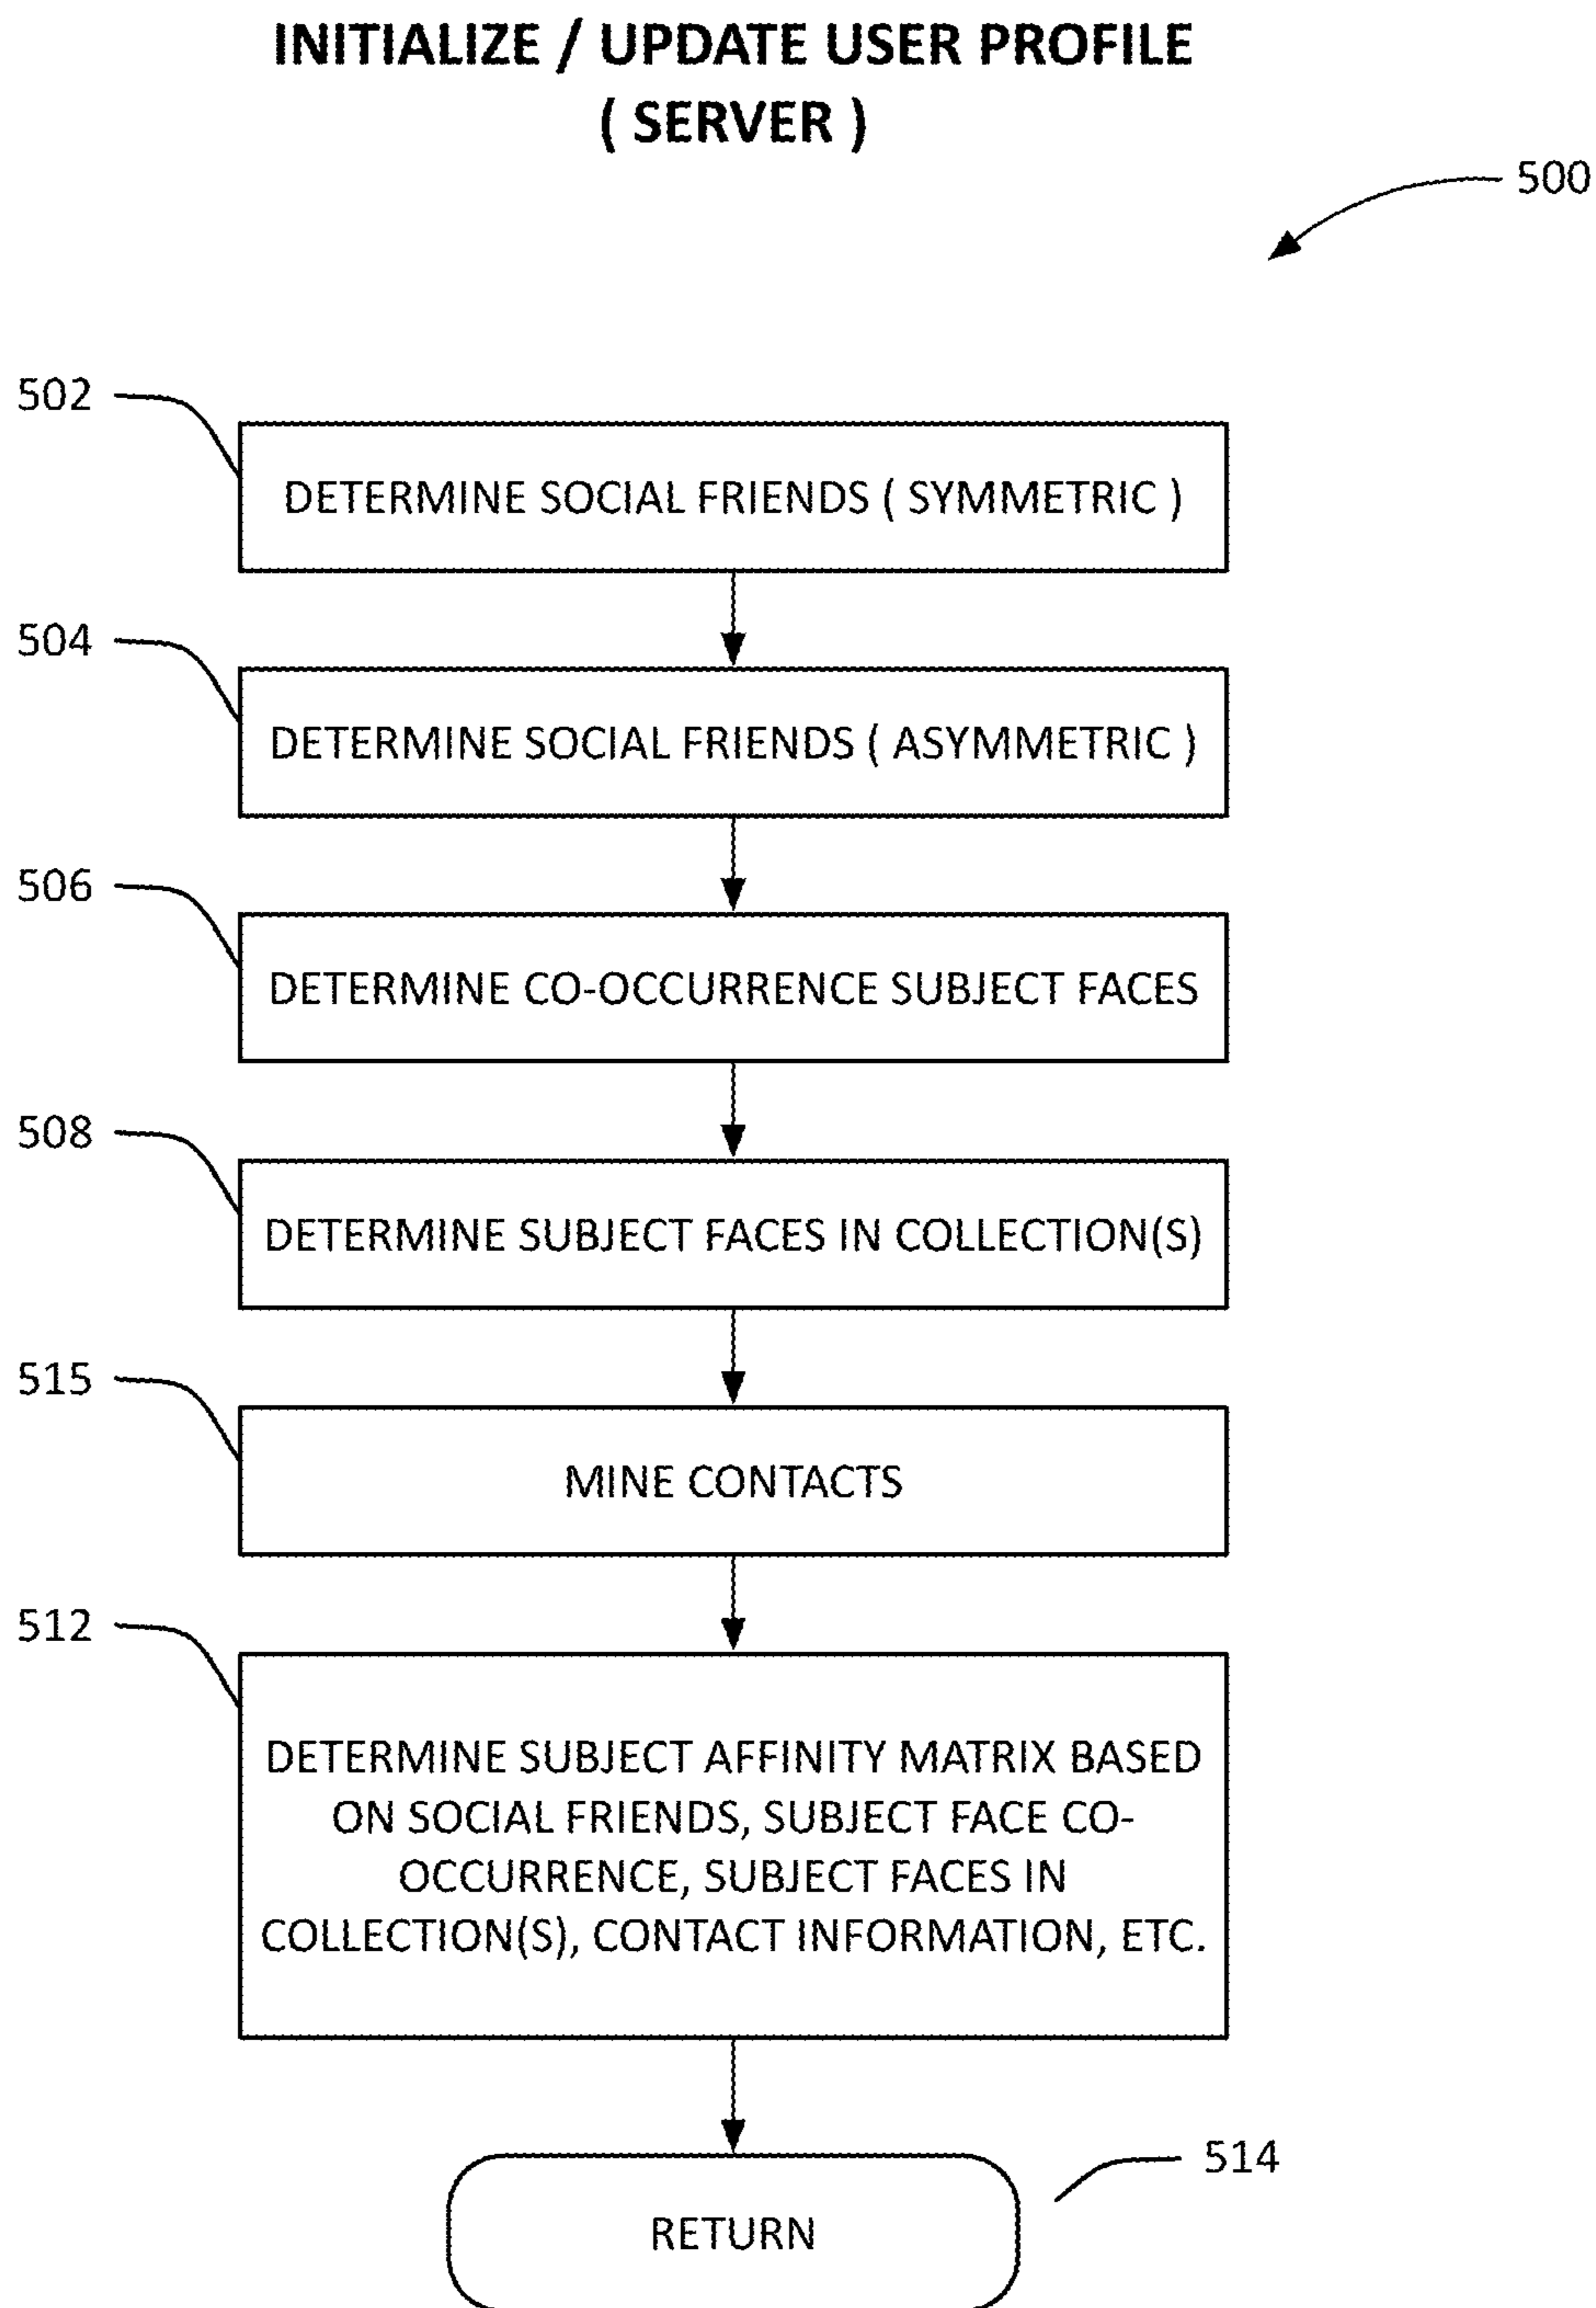 INITIALIZE / UPDATE USER PROFILE
( SERVER )
500
502
DETERMINE SOCIAL FRIENDS ( SYMMETRIC )
504
DETERMINE SOCIAL FRIENDS ( ASYMMETRIC )
506
DETERMINE CO-OCCURRENCE SUBJECT FACES
508
DETERMINE SUBJECT FACES IN COLLECTION(S)
515
MINE CONTACTS
512
DETERMINE SUBJECT AFFINITY MATRIX BASED
ON SOCIAL FRIENDS, SUBJECT FACE CO-
OCCURRENCE, SUBJECT FACES IN
COLLECTION(S), CONTACT INFORMATION, ETC.
514
RETURN